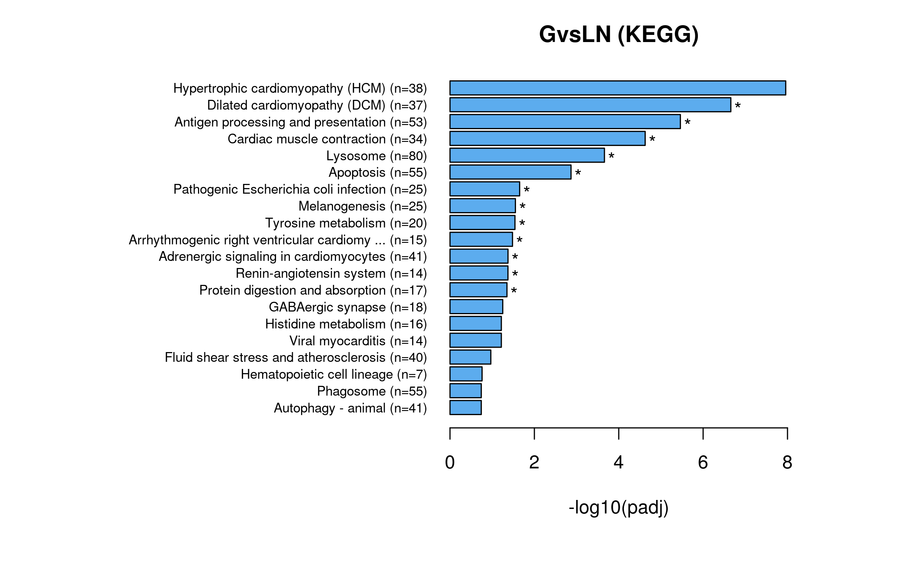 GvsLN (KEGG)
Hypertrophic cardiomyopathy (HCM) (n=38)
Dilated cardiomyopathy (DCM) (n=37) *
Antigen processing and presentation (n=53) *
Cardiac muscle contraction (n=34) *
Lysosome (n=80) *
Apoptosis (n=55) *
Pathogenic Escherichia coli infection (n=25) *
Melanogenesis (n=25) *
Tyrosine metabolism (n=20) *
Arrhythmogenic right ventricular cardiomy ... (n=15) *
Adrenergic signaling in cardiomyocytes (n=41) *
Renin-angiotensin system (n=14) *
Protein digestion and absorption (n=17) *
GABAergic synapse (n=18)
Histidine metabolism (n=16)
Viral myocarditis (n=14)
Fluid shear stress and atherosclerosis (n=40)
Hematopoietic cell lineage (n=7)
Phagosome (n=55)
Autophagy - animal (n=41)
0 2 4 6 8
-log10(padj)